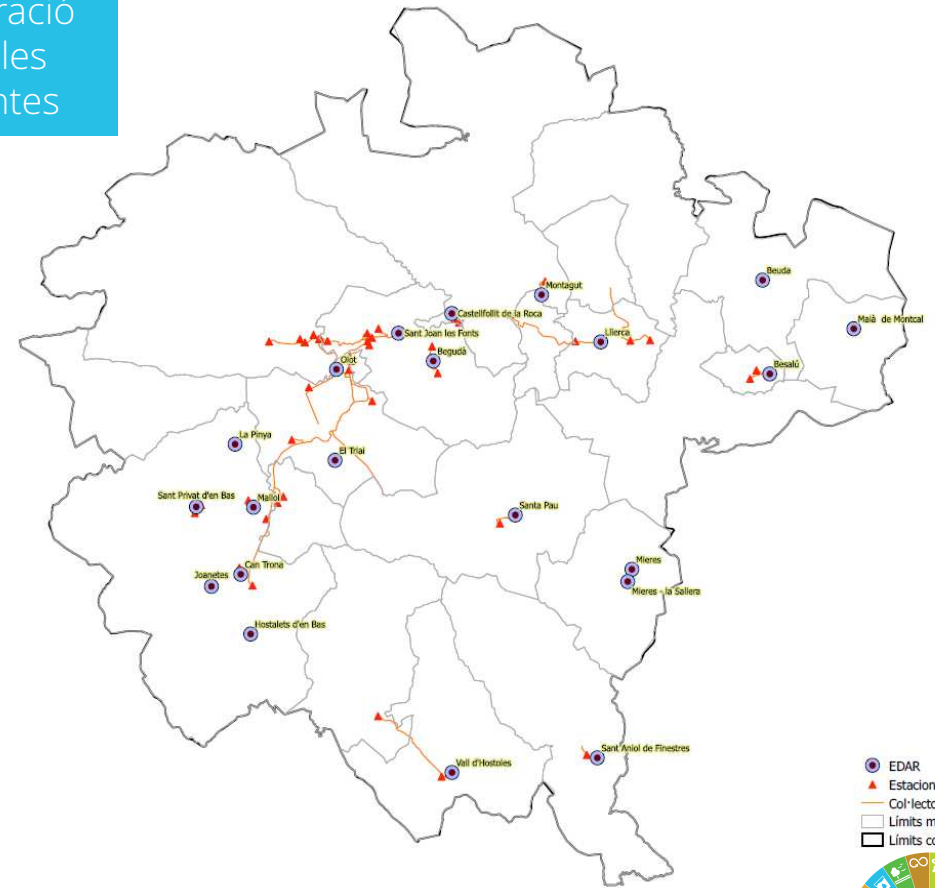 ració
les
ntes
Beuda
Montagut
Castellfollit de la Roca
Maià de Montcal
Sant Joan les Fonts
Llierca
Begudà
Olot
Besalú
La Pinya
El Triai
Sant Privat d'en Bas
Mallol
Santa Pau
Can Trona
Mieres
Joanetes
Mieres - la Sallera
Hostalets d'en Bas
Sant Aniol de Finestres
Vall d'Hostoles
EDAR
Estacion
Col·lecto
Límits m
Límits co